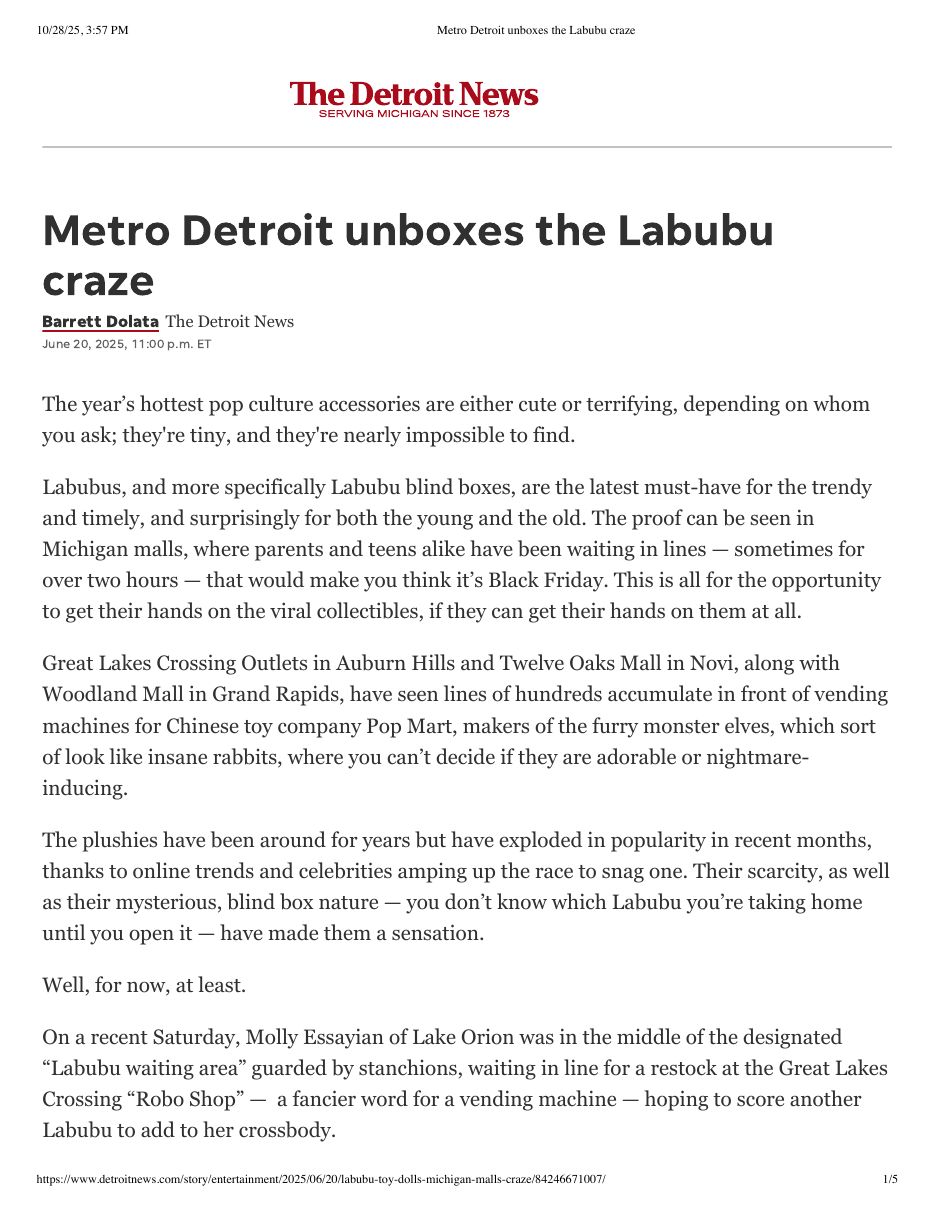 10/28/25, 3:57 PM
Metro Detroit unboxes the Labubu craze
The Detroit News
SERVING MICHIGAN SINCE 1873
Metro Detroit unboxes the Labubu
craze
Barrett Dolata The Detroit News
June 20, 2025, 11:00 p.m. ET
The year’s hottest pop culture accessories are either cute or terrifying, depending on whom
you ask; they're tiny, and they're nearly impossible to find.
Labubus, and more specifically Labubu blind boxes, are the latest must-have for the trendy
and timely, and surprisingly for both the young and the old. The proof can be seen in
Michigan malls, where parents and teens alike have been waiting in lines — sometimes for
over two hours — that would make you think it’s Black Friday. This is all for the opportunity
to get their hands on the viral collectibles, if they can get their hands on them at all.
Great Lakes Crossing Outlets in Auburn Hills and Twelve Oaks Mall in Novi, along with
Woodland Mall in Grand Rapids, have seen lines of hundreds accumulate in front of vending
machines for Chinese toy company Pop Mart, makers of the furry monster elves, which sort
of look like insane rabbits, where you can’t decide if they are adorable or nightmare-
inducing.
The plushies have been around for years but have exploded in popularity in recent months,
thanks to online trends and celebrities amping up the race to snag one. Their scarcity, as well
as their mysterious, blind box nature — you don’t know which Labubu you’re taking home
until you open it — have made them a sensation.
Well, for now, at least.
On a recent Saturday, Molly Essayian of Lake Orion was in the middle of the designated
“Labubu waiting area” guarded by stanchions, waiting in line for a restock at the Great Lakes
Crossing “Robo Shop” —  a fancier word for a vending machine — hoping to score another
Labubu to add to her crossbody.
https://www.detroitnews.com/story/entertainment/2025/06/20/labubu-toy-dolls-michigan-malls-craze/84246671007/
1/5